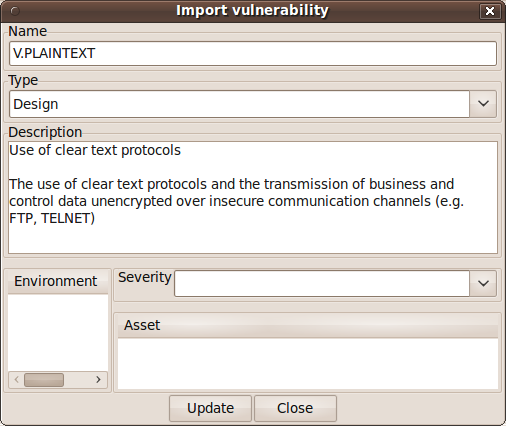 Import vulnerability
Name
V.PLAINTEXT
Type
Design
Description
Use of clear text protocols
The use of clear text protocols and the transmission of business and
control data unencrypted over insecure communication channels (e.g.
FTP, TELNET)
Environment
Severity
Asset
Update
Close